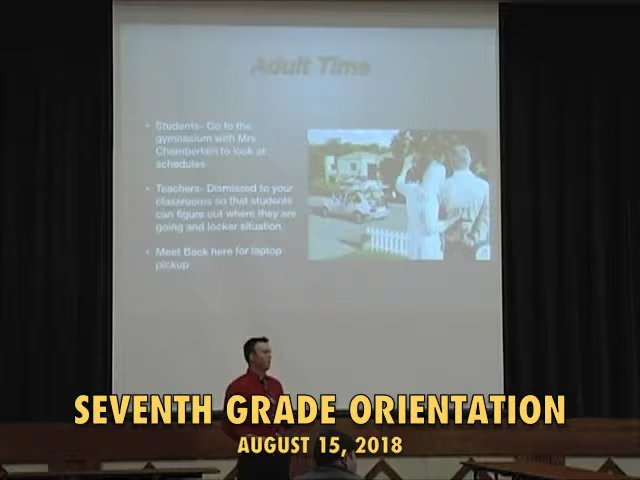 Adult Time
• Students- Go to the
gymnasium with Mrs
Chamberlain to look at
schedules
• Teachers- Dismissed to your
classrooms so that students
can figure out where they are
going and locker situation.
• Meet Back here for laptop
pickup
SEVENTH GRADE ORIENTATION
AUGUST 15, 2018